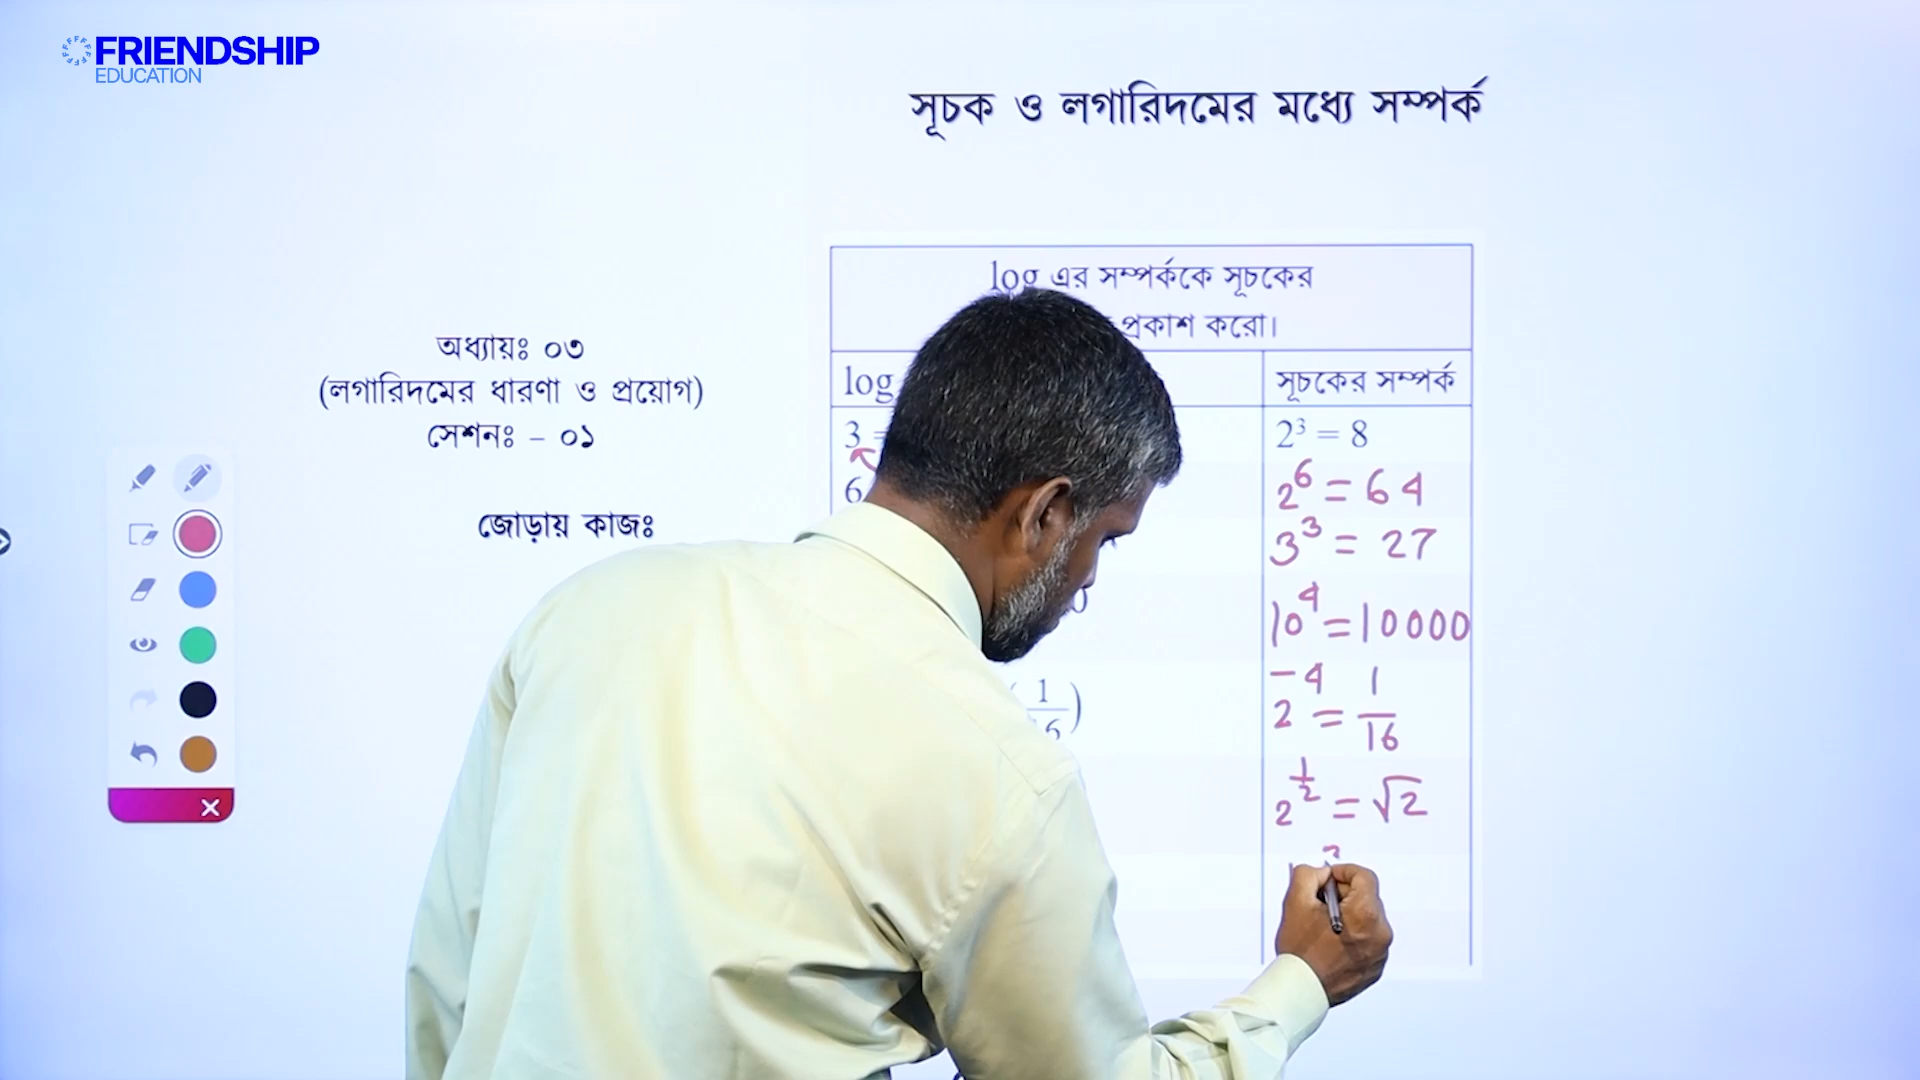 FRIENDSHIP
EDUCATION
সূচক ও লগারিদমের মধ্যে সম্পর্ক
অধ্যায়ঃ ০৩
(লগারিদমের ধারণা ও প্রয়োগ)
সেশনঃ – ০১
জোড়ায় কাজঃ
log এর সম্পর্ককে সূচকের
প্রকাশ করো।
log
সূচকের সম্পর্ক
3 =
2³ = 8
6
2⁶ = 64
3³ = 27
10⁴ = 10000
2⁻⁴ = 1/16
2^(1/2) = √2